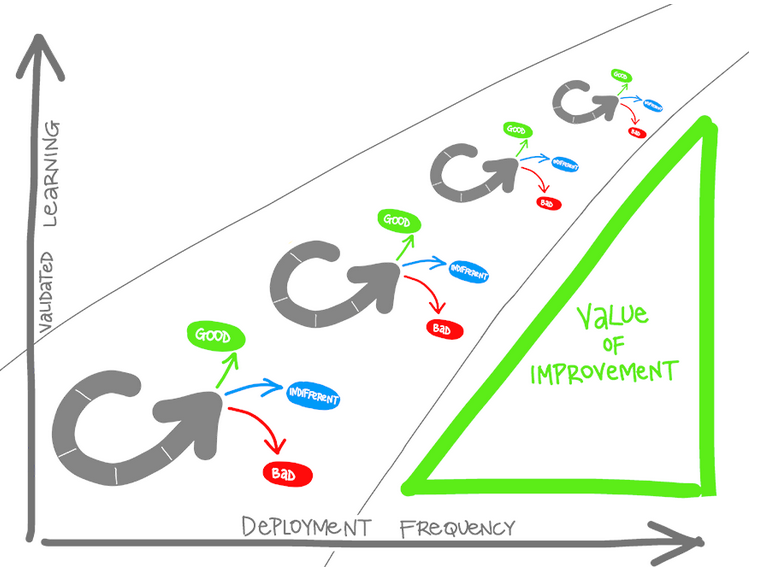 GOOD
INDIFFERENT
BAD
GOOD
INDIFFERENT
BAD
GOOD
INDIFFERENT
BAD
GOOD
INDIFFERENT
BAD
VALIDATED LEARNING
VALUE
OF
IMPROVEMENT
DEPLOYMENT FREQUENCY